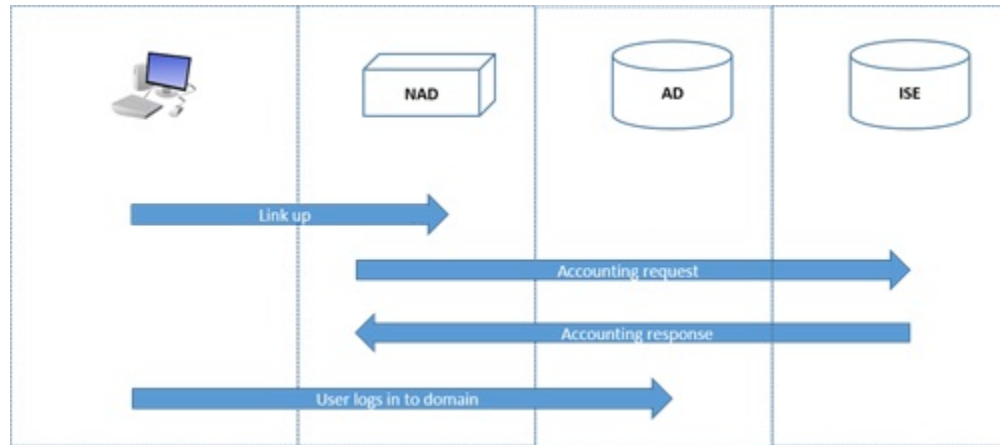 NAD
AD
ISE
Link up
Accounting request
Accounting response
User logs in to domain